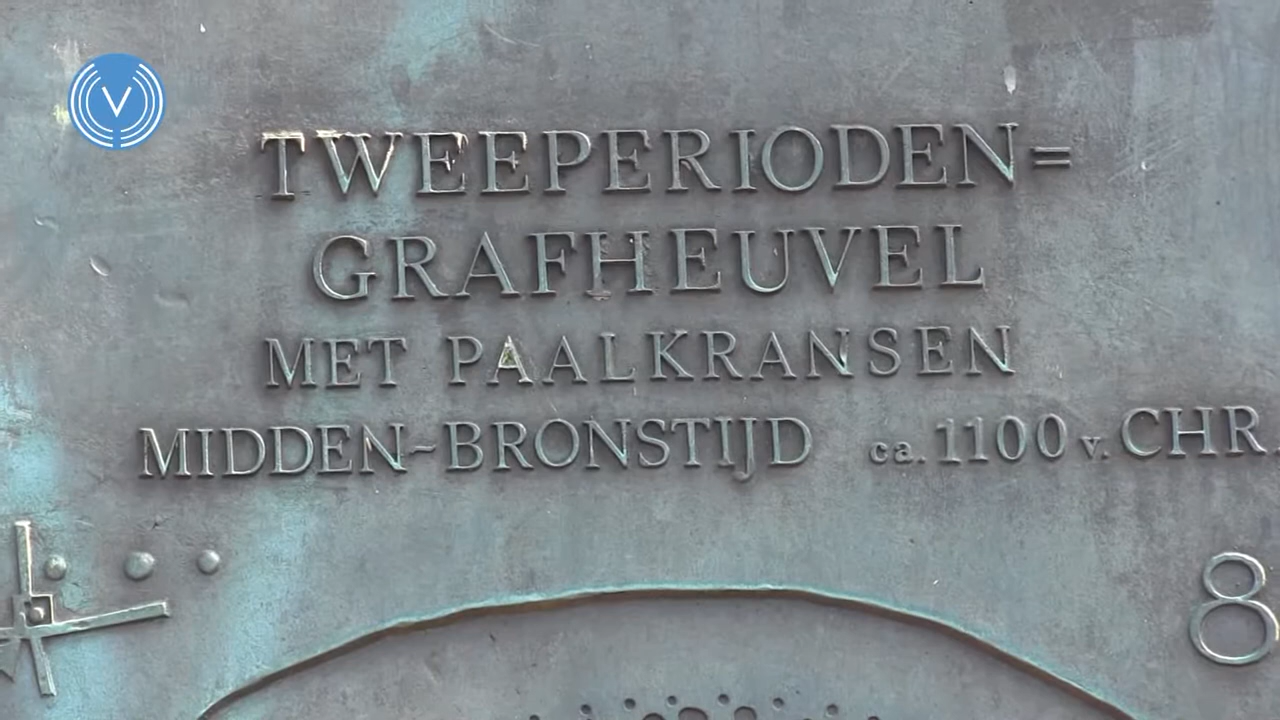 TWEEPERIODEN=
GRAFHEUVEL
MET PAALKRANSEN
MIDDEN~BRONSTIJD ca. 1100 v. CHR.
8